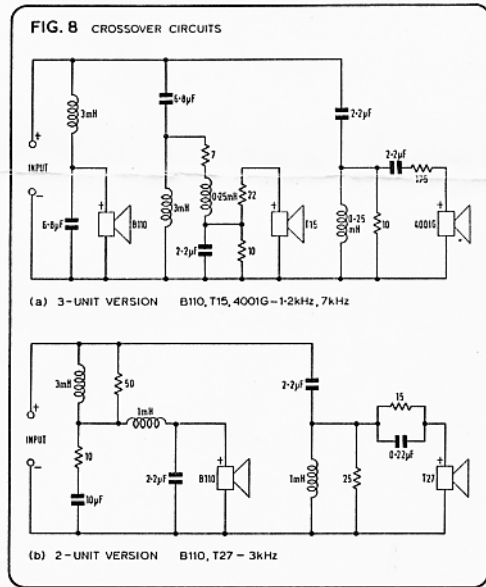 FIG. 8 CROSSOVER CIRCUITS
3mH
6·8µF
2·2µF
+
INPUT
−
7
2·2µF
6·8µF
+
B110
3mH
0·25mH
22
+
0·25
mH
10
+
4001G
2·2µF
10
(a) 3-UNIT VERSION B110, T15, 4001G–1·2kHz, 7kHz
3mH
50
2·2µF
15
+
INPUT
−
1mH
0·22µF
10
2·2µF
+
B110
1mH
25
+
T27
10µF
(b) 2-UNIT VERSION B110, T27 – 3kHz